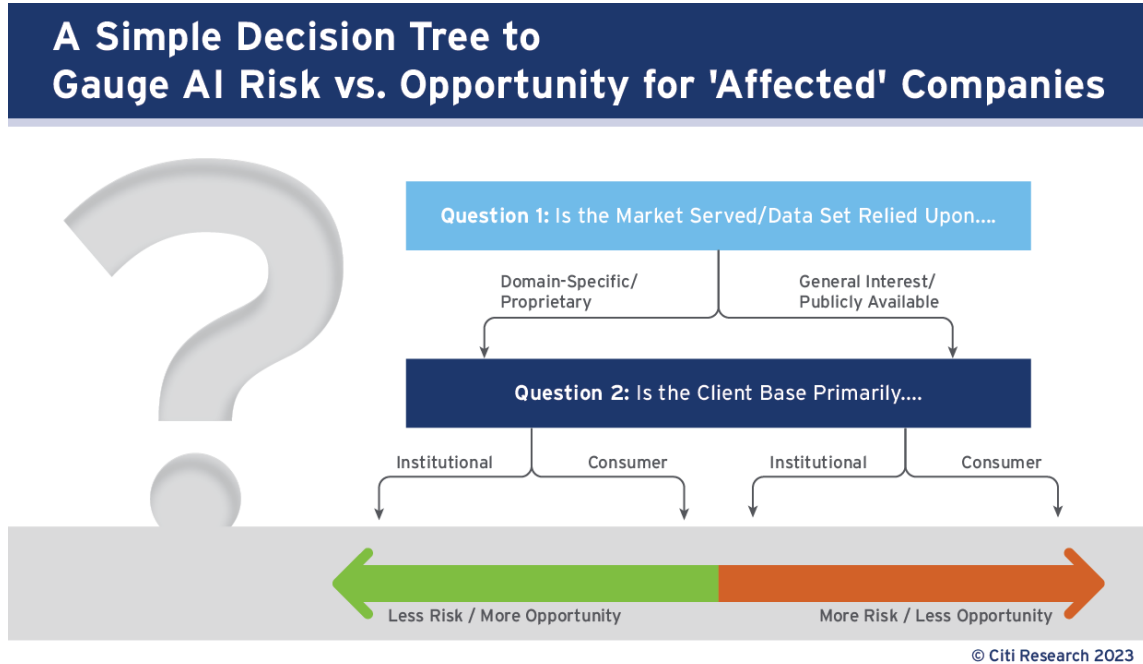 A Simple Decision Tree to
Gauge AI Risk vs. Opportunity for 'Affected' Companies
Question 1: Is the Market Served/Data Set Relied Upon....
Domain-Specific/
Proprietary
General Interest/
Publicly Available
Question 2: Is the Client Base Primarily....
Institutional
Consumer
Institutional
Consumer
Less Risk / More Opportunity
More Risk / Less Opportunity
© Citi Research 2023